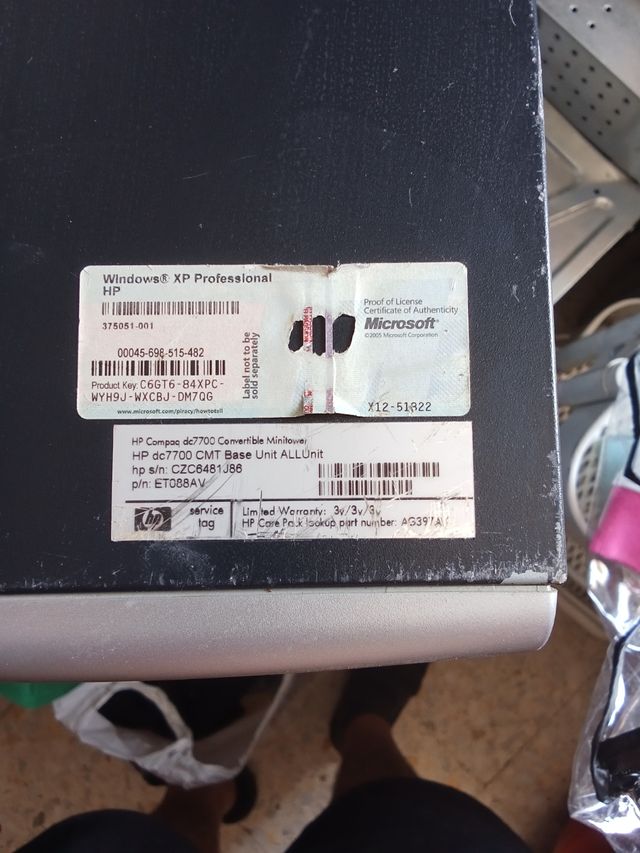 Windows® XP Professional
HP
375051-001
00045-698-515-482
Product Key: C6GT6-84XPC-
WYH9J-WXCBJ-DM7QG
www.microsoft.com/piracy/howtotell
Label not to be
sold separately
Proof of License
Certificate of Authenticity
Microsoft®
©2005 Microsoft Corporation
X12-51822
HP Compaq dc7700 Convertible Minitower
HP dc7700 CMT Base Unit ALLUnit
hp s/n: CZC6481J86
p/n: ET088AV
hp
service
tag
Limited Warranty: 3y/3y/3y
HP Care Pack lookup part number: